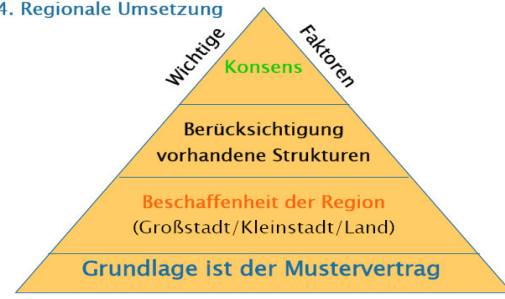 4. Regionale Umsetzung
Wichtige
Faktoren
Konsens
Berücksichtigung
vorhandene Strukturen
Beschaffenheit der Region
(Großstadt/Kleinstadt/Land)
Grundlage ist der Mustervertrag